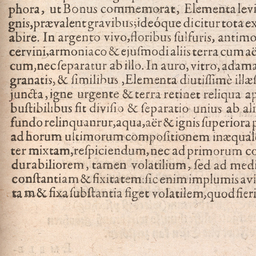 phora, ut Bonus commemorat, Elementa levi
gnis, prævalent gravibus; ideóque dicitur tota ex
abire. In argento vivo, floribus sulfuris, antimo
cervini, armoniaco & ejusmodi aliis terra cum aë
cum, nec separatur ab illo. In auro, vitro, adama
granatis, & similibus, Elementa diutissimè illæs
juncta, igne urgente & terra retinet reliqua ap
bustibilibus fit divisio & separatio unius ab ali
fundo relinquunrur, aqua, aër & ignis superiora p
ad horum ultimorum compositionem inæqual
ter mixtam, respiciendum, nec ad primorum co
durabiliorem, tamen volatilium, sed ad medi
constantiam & fixitatem: sic enim implumis avi
tam & fixa substantia figet volatilem, quod fieri